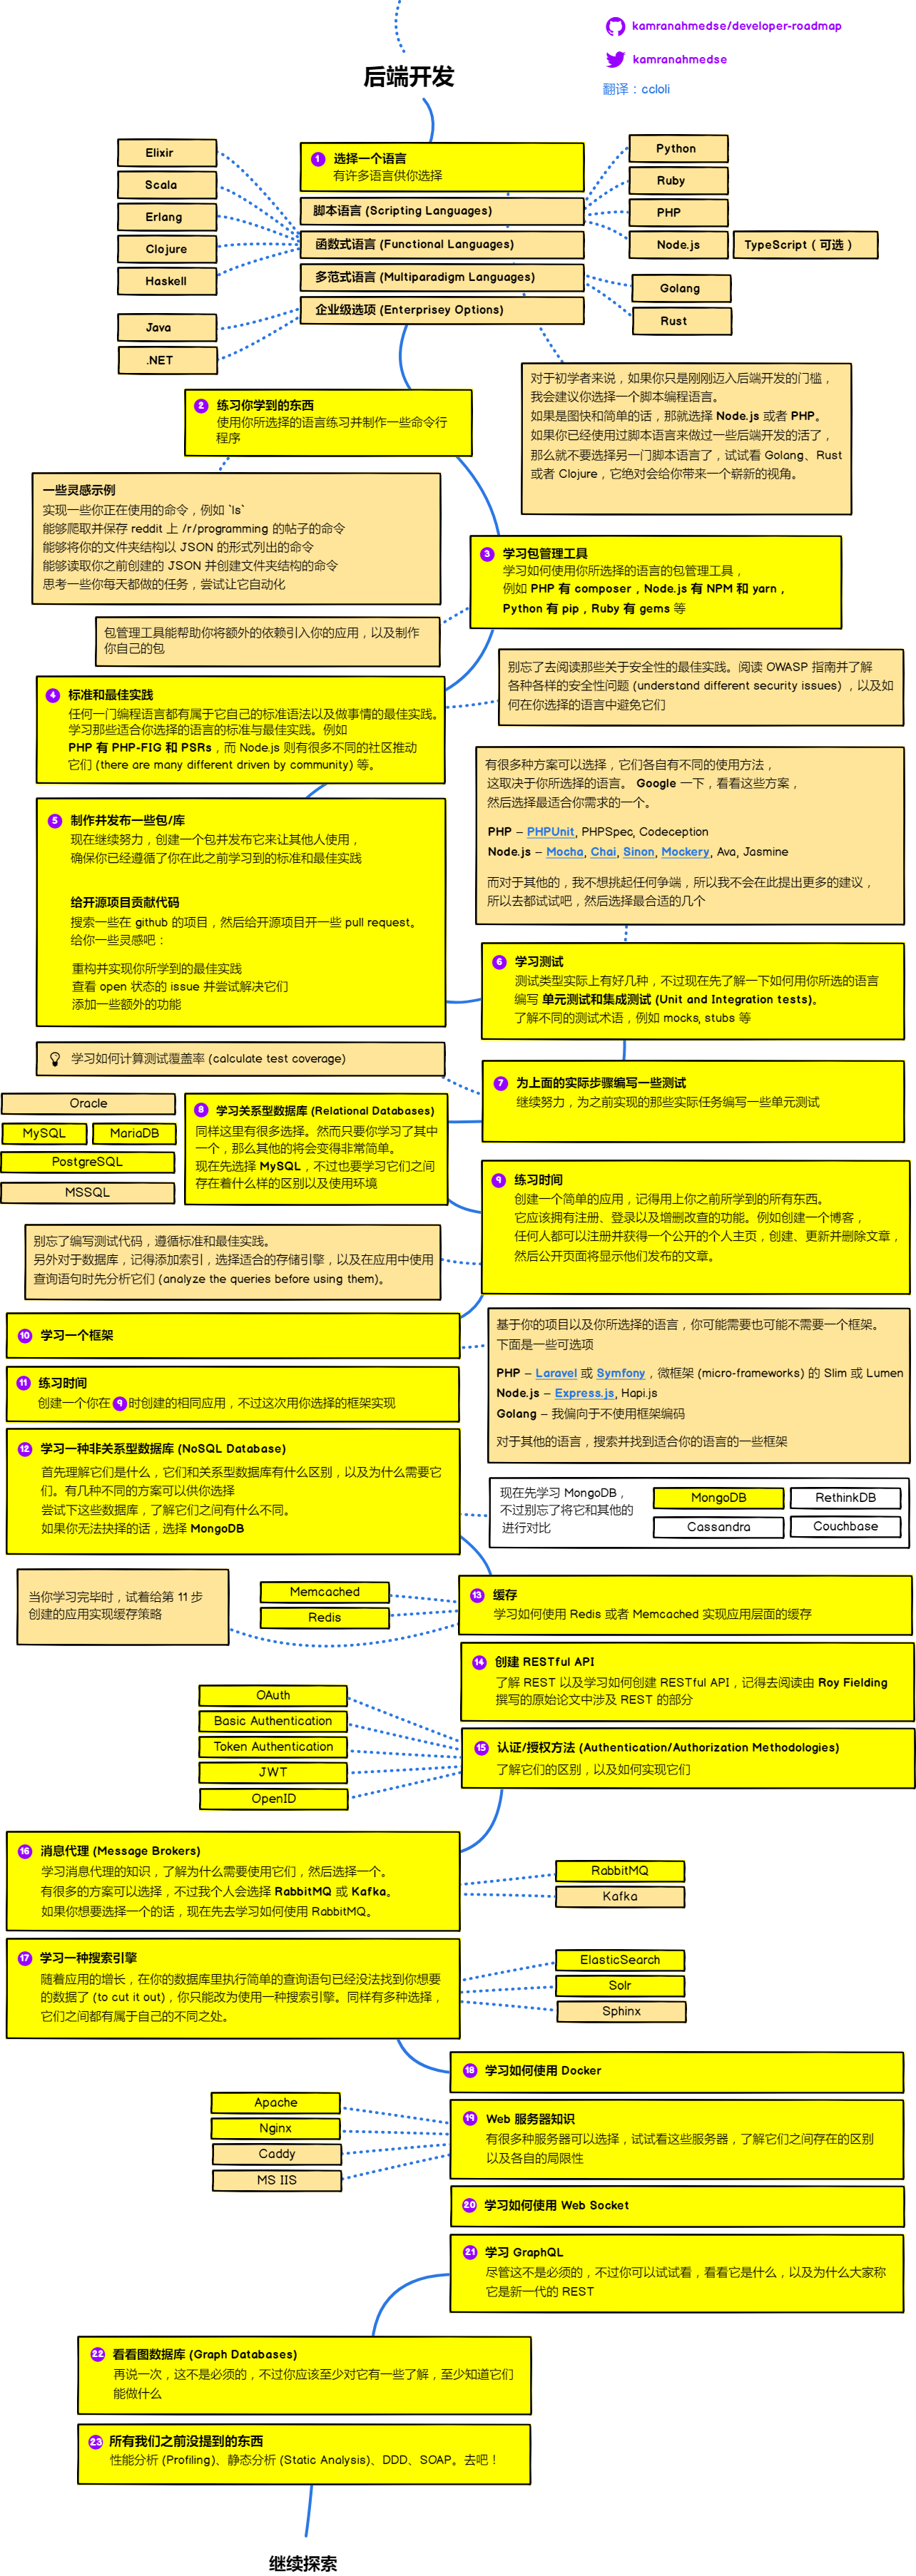 kamranahmedse/developer-roadmap
kamranahmedse
翻译：ccloli
后端开发
1 选择一个语言
有许多语言供你选择
脚本语言 (Scripting Languages)
函数式语言 (Functional Languages)
多范式语言 (Multiparadigm Languages)
企业级选项 (Enterprisey Options)
Elixir
Scala
Erlang
Clojure
Haskell
Java
.NET
Python
Ruby
PHP
Node.js
TypeScript ( 可选 )
Golang
Rust
对于初学者来说，如果你只是刚刚迈入后端开发的门槛，
我会建议你选择一个脚本编程语言。
如果是图快和简单的话，那就选择 Node.js 或者 PHP。
如果你已经使用过脚本语言来做过一些后端开发的活了，
那么就不要选择另一门脚本语言了，试试看 Golang、Rust
或者 Clojure，它绝对会给你带来一个崭新的视角。
2 练习你学到的东西
使用你所选择的语言练习并制作一些命令行
程序
一些灵感示例
实现一些你正在使用的命令，例如 `ls`
能够爬取并保存 reddit 上 /r/programming 的帖子的命令
能够将你的文件夹结构以 JSON 的形式列出的命令
能够读取你之前创建的 JSON 并创建文件夹结构的命令
思考一些你每天都做的任务，尝试让它自动化
3 学习包管理工具
学习如何使用你所选择的语言的包管理工具，
例如 PHP 有 composer，Node.js 有 NPM 和 yarn，
Python 有 pip，Ruby 有 gems 等
包管理工具能帮助你将额外的依赖引入你的应用，以及制作
你自己的包
别忘了去阅读那些关于安全性的最佳实践。阅读 OWASP 指南并了解
各种各样的安全性问题 (understand different security issues) ，以及如
何在你选择的语言中避免它们
4 标准和最佳实践
任何一门编程语言都有属于它自己的标准语法以及做事情的最佳实践。
学习那些适合你选择的语言的标准与最佳实践。例如
PHP 有 PHP-FIG 和 PSRs，而 Node.js 则有很多不同的社区推动
它们 (there are many different driven by community) 等。
有很多种方案可以选择，它们各自有不同的使用方法，
这取决于你所选择的语言。 Google 一下，看看这些方案，
然后选择最适合你需求的一个。
PHP – PHPUnit, PHPSpec, Codeception
Node.js – Mocha, Chai, Sinon, Mockery, Ava, Jasmine
而对于其他的，我不想挑起任何争端，所以我不会在此提出更多的建议，
所以去都试试吧，然后选择最合适的几个
5 制作并发布一些包/库
现在继续努力，创建一个包并发布它来让其他人使用，
确保你已经遵循了你在此之前学习到的标准和最佳实践
给开源项目贡献代码
搜索一些在 github 的项目，然后给开源项目开一些 pull request。
给你一些灵感吧：
重构并实现你所学到的最佳实践
查看 open 状态的 issue 并尝试解决它们
添加一些额外的功能
6 学习测试
测试类型实际上有好几种，不过现在先了解一下如何用你所选的语言
编写 单元测试和集成测试 (Unit and Integration tests)。
了解不同的测试术语，例如 mocks, stubs 等
学习如何计算测试覆盖率 (calculate test coverage)
7 为上面的实际步骤编写一些测试
继续努力，为之前实现的那些实际任务编写一些单元测试
Oracle
MySQL
MariaDB
PostgreSQL
MSSQL
8 学习关系型数据库 (Relational Databases)
同样这里有很多选择。然而只要你学习了其中
一个，那么其他的将会变得非常简单。
现在先选择 MySQL，不过也要学习它们之间
存在着什么样的区别以及使用环境
9 练习时间
创建一个简单的应用，记得用上你之前所学到的所有东西。
它应该拥有注册、登录以及增删改查的功能。例如创建一个博客，
任何人都可以注册并获得一个公开的个人主页，创建、更新并删除文章，
然后公开页面将显示他们发布的文章。
别忘了编写测试代码，遵循标准和最佳实践。
另外对于数据库，记得添加索引，选择适合的存储引擎，以及在应用中使用
查询语句时先分析它们 (analyze the queries before using them)。
10 学习一个框架
基于你的项目以及你所选择的语言，你可能需要也可能不需要一个框架。
下面是一些可选项
PHP – Laravel 或 Symfony，微框架 (micro-frameworks) 的 Slim 或 Lumen
Node.js – Express.js, Hapi.js
Golang – 我偏向于不使用框架编码
对于其他的语言，搜索并找到适合你的语言的一些框架
11 练习时间
创建一个你在 9 时创建的相同应用，不过这次用你选择的框架实现
12 学习一种非关系型数据库 (NoSQL Database)
首先理解它们是什么，它们和关系型数据库有什么区别，以及为什么需要它
们。有几种不同的方案可以供你选择
尝试下这些数据库，了解它们之间有什么不同。
如果你无法抉择的话，选择 MongoDB
现在先学习 MongoDB，
不过别忘了将它和其他的
进行对比
MongoDB
RethinkDB
Cassandra
Couchbase
当你学习完毕时，试着给第 11 步
创建的应用实现缓存策略
Memcached
Redis
13 缓存
学习如何使用 Redis 或者 Memcached 实现应用层面的缓存
14 创建 RESTful API
了解 REST 以及学习如何创建 RESTful API，记得去阅读由 Roy Fielding
撰写的原始论文中涉及 REST 的部分
OAuth
Basic Authentication
Token Authentication
JWT
OpenID
15 认证/授权方法 (Authentication/Authorization Methodologies)
了解它们的区别，以及如何实现它们
16 消息代理 (Message Brokers)
学习消息代理的知识，了解为什么需要使用它们，然后选择一个。
有很多的方案可以选择，不过我个人会选择 RabbitMQ 或 Kafka。
如果你想要选择一个的话，现在先去学习如何使用 RabbitMQ。
RabbitMQ
Kafka
17 学习一种搜索引擎
随着应用的增长，在你的数据库里执行简单的查询语句已经没法找到你想要
的数据了 (to cut it out)，你只能改为使用一种搜索引擎。同样有多种选择，
它们之间都有属于自己的不同之处。
ElasticSearch
Solr
Sphinx
18 学习如何使用 Docker
Apache
Nginx
Caddy
MS IIS
19 Web 服务器知识
有很多种服务器可以选择，试试看这些服务器，了解它们之间存在的区别
以及各自的局限性
20 学习如何使用 Web Socket
21 学习 GraphQL
尽管这不是必须的，不过你可以试试看，看看它是什么，以及为什么大家称
它是新一代的 REST
22 看看图数据库 (Graph Databases)
再说一次，这不是必须的，不过你应该至少对它有一些了解，至少知道它们
能做什么
23 所有我们之前没提到的东西
性能分析 (Profiling)、静态分析 (Static Analysis)、DDD、SOAP。去吧！
继续探索